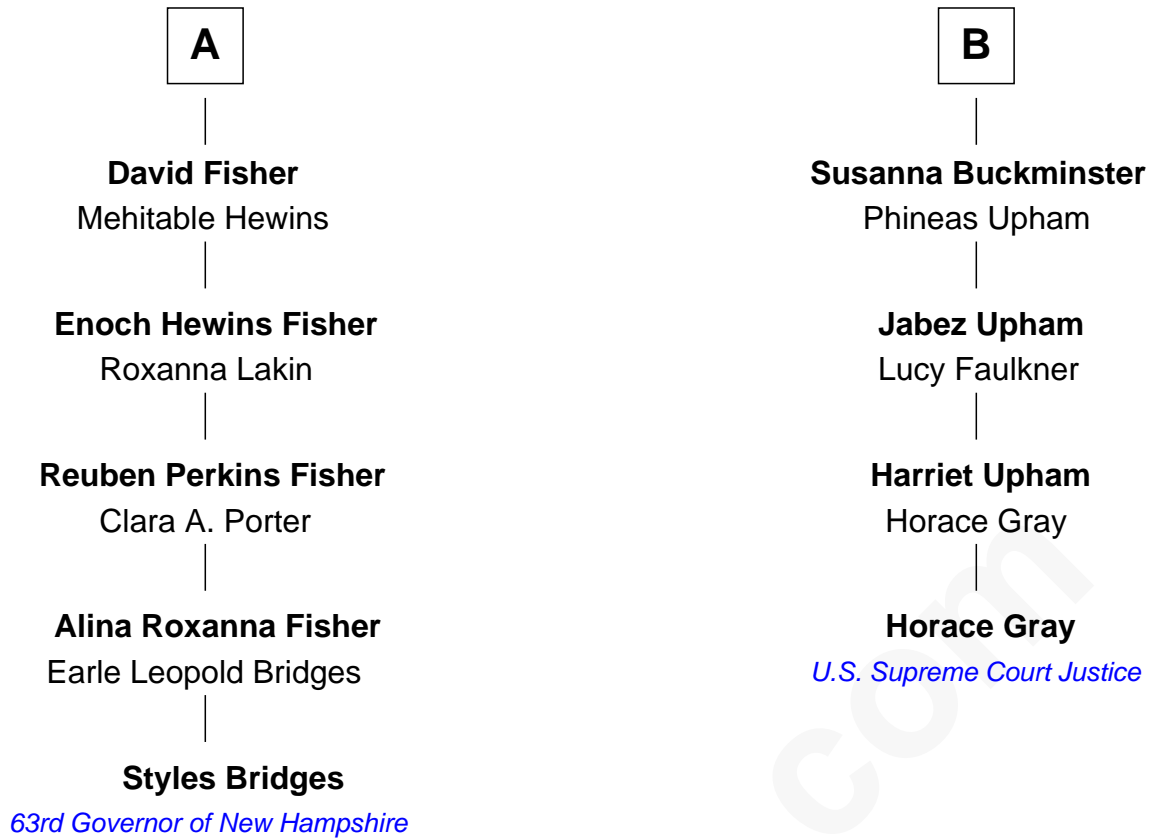 A
David Fisher
Mehitable Hewins
Enoch Hewins Fisher
Roxanna Lakin
Reuben Perkins Fisher
Clara A. Porter
Alina Roxanna Fisher
Earle Leopold Bridges
Styles Bridges
63rd Governor of New Hampshire
B
Susanna Buckminster
Phineas Upham
Jabez Upham
Lucy Faulkner
Harriet Upham
Horace Gray
Horace Gray
U.S. Supreme Court Justice
com